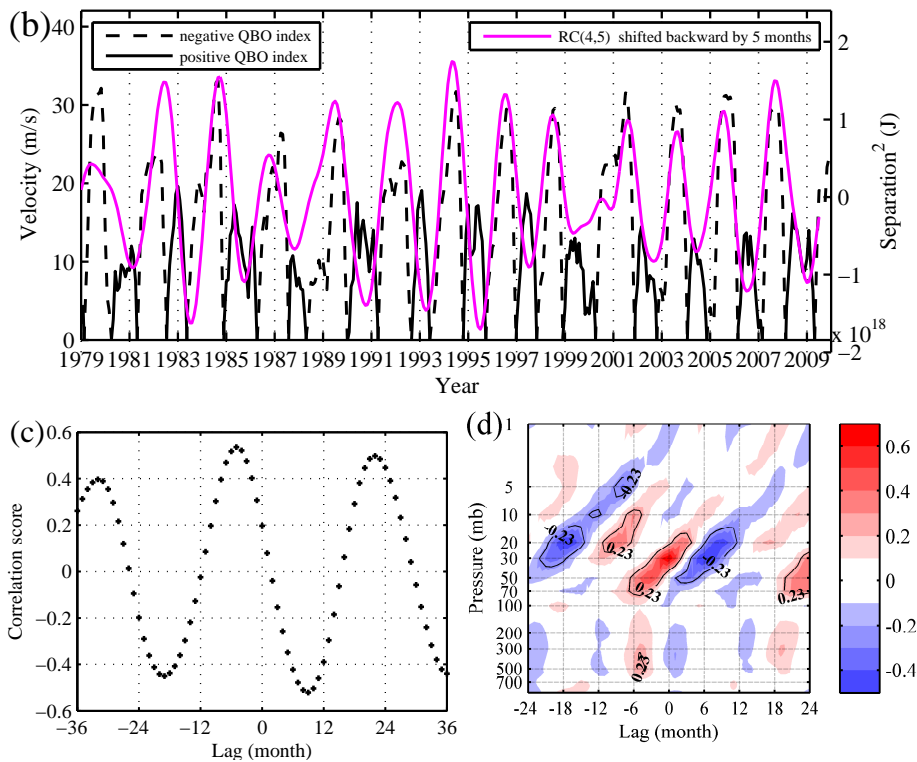 (b)
40
30
20
10
0
Velocity (m/s)
negative QBO index
positive QBO index
RC(4,5) shifted backward by 5 months
2
1
0
−1
−2
x 10^18
Separation² (J)
1979 1981 1983 1985 1987 1989 1991 1993 1995 1997 1999 2001 2003 2005 2007 2009
Year
(c)
0.6
0.4
0.2
0
−0.2
−0.4
−0.6
Correlation score
−36 −24 −12 0 12 24 36
Lag (month)
(d)
1
5
10
20
30
50
70
100
200
300
500
700
Pressure (mb)
-0.23
-0.23
0.23
0.23
-0.23
0.23
0.23
-24 -18 -12 -6 0 6 12 18 24
Lag (month)
0.6
0.4
0.2
0
-0.2
-0.4